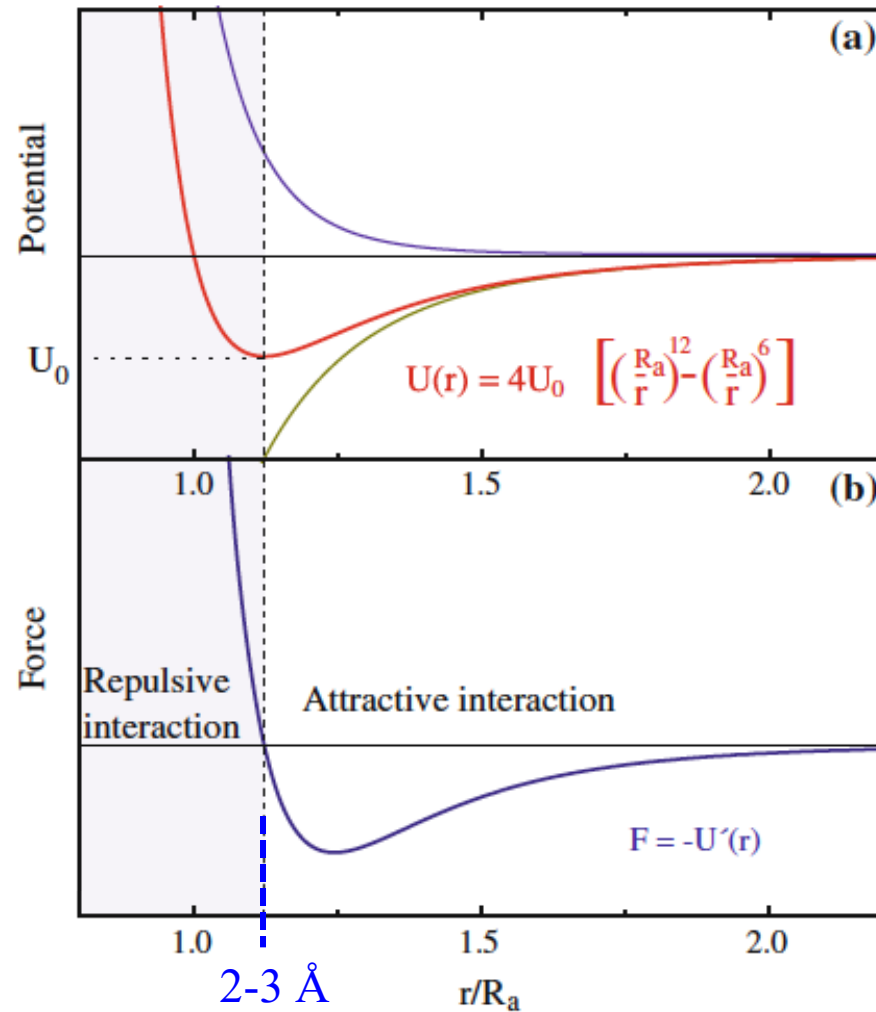 (a)
Potential
U₀
U(r) = 4U₀ [(Ra/r)¹²-(Ra/r)⁶]
1.0 1.5 2.0
(b)
Force
Repulsive
interaction
Attractive interaction
F = -U´(r)
1.0 1.5 2.0
2-3 Å
r/Rₐ